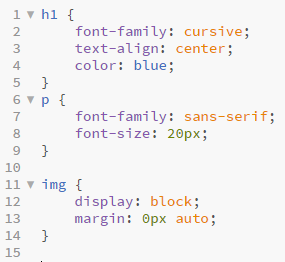 1 ▼ h1 {
2 font-family: cursive;
3 text-align: center;
4 color: blue;
5 }
6 ▼ p {
7 font-family: sans-serif;
8 font-size: 20px;
9 }
10
11 ▼ img {
12 display: block;
13 margin: 0px auto;
14 }
15